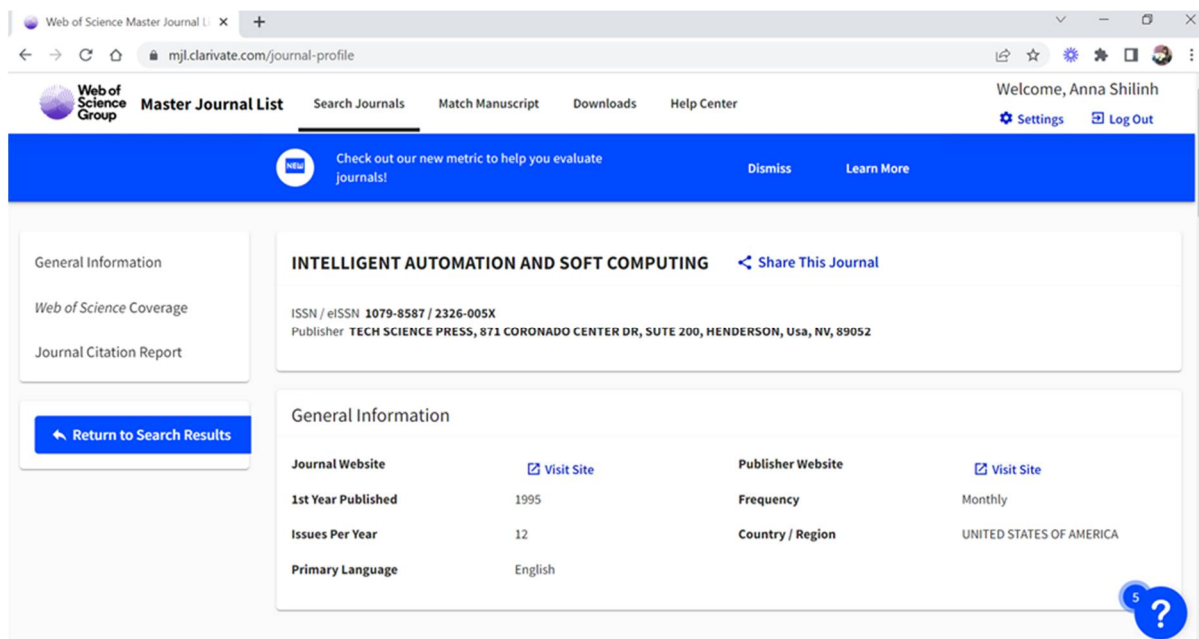 Web of Science Master Journal L
mjl.clarivate.com/journal-profile
Web of
Science
Group
Master Journal List
Search Journals
Match Manuscript
Downloads
Help Center
Welcome, Anna Shilinh
Settings
Log Out
NEW
Check out our new metric to help you evaluate
journals!
Dismiss
Learn More
General Information
Web of Science Coverage
Journal Citation Report
Return to Search Results
INTELLIGENT AUTOMATION AND SOFT COMPUTING
Share This Journal
ISSN / eISSN 1079-8587 / 2326-005X
Publisher TECH SCIENCE PRESS, 871 CORONADO CENTER DR, SUTE 200, HENDERSON, Usa, NV, 89052
General Information
Journal Website Visit Site
Publisher Website Visit Site
1st Year Published 1995
Frequency Monthly
Issues Per Year 12
Country / Region UNITED STATES OF AMERICA
Primary Language English
5
?